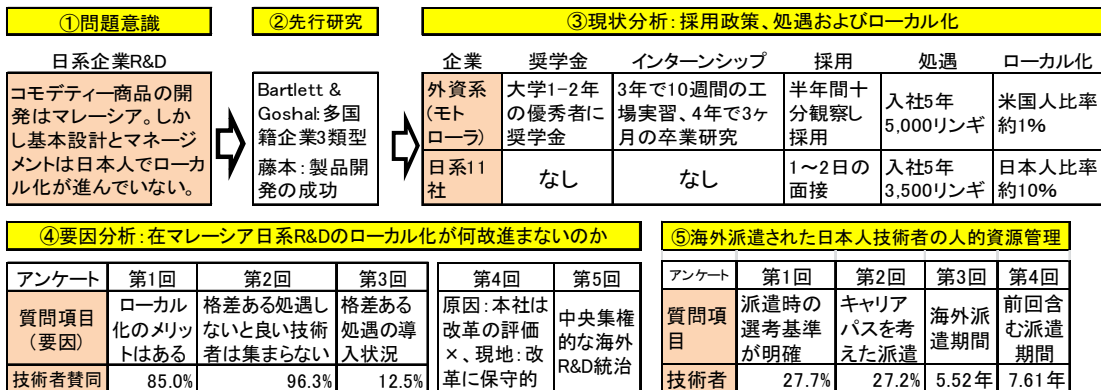 ①問題意識
②先行研究
③現状分析：採用政策、処遇およびローカル化
日系企業R&D
コモデティー商品の開
発はマレーシア。しか
し基本設計とマネージ
メントは日本人でローカ
ル化が進んでいない。
Bartlett &
Goshal:多国
籍企業3類型
藤本：製品開
発の成功
企業 奨学金 インターンシップ 採用 処遇 ローカル化
外資系
(モト
ローラ)
大学1-2年
の優秀者に
奨学金
3年で10週間の工
場実習、4年で3ヶ
月の卒業研究
半年間十
分観察し
採用
入社5年
5,000リンギ
米国人比率
約1%
日系11
社
なし
なし
1～2日の
面接
入社5年
3,500リンギ
日本人比率
約10%
④要因分析：在マレーシア日系R&Dのローカル化が何故進まないのか
アンケート 第1回 第2回 第3回
質問項目
(要因)
ローカル
化のメリッ
トはある
格差ある処遇し
ないと良い技術
者は集まらない
格差ある
処遇の導
入状況
技術者賛同 85.0% 96.3% 12.5%
第4回
原因：本社は
改革の評価
×、現地：改
革に保守的
第5回
中央集権
的な海外
R&D統治
⑤海外派遣された日本人技術者の人的資源管理
アンケート 第1回 第2回 第3回 第4回
質問項
目
派遣時の
選考基準
が明確
キャリア
パスを考
えた派遣
海外派
遣期間
前回含
む派遣
期間
技術者 27.7% 27.2% 5.52年 7.61年